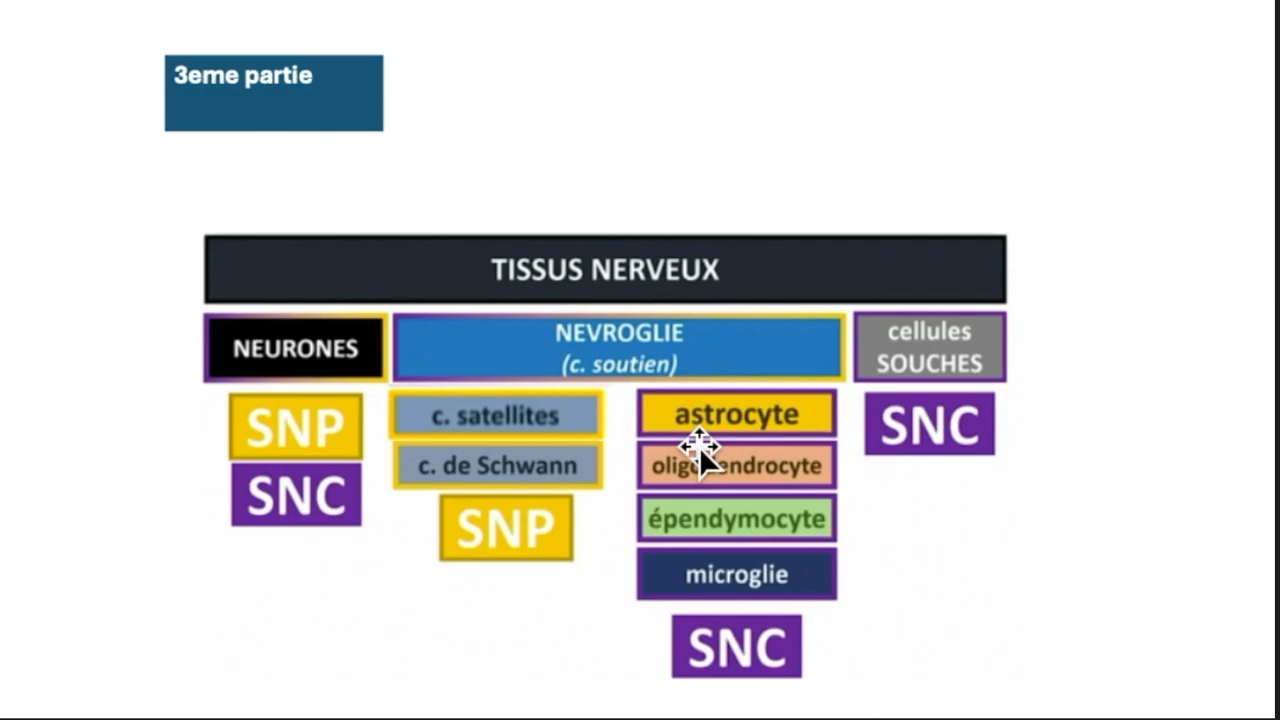 3eme partie
TISSUS NERVEUX
NEURONES
NEVROGLIE
(c. soutien)
cellules
SOUCHES
SNP
SNC
c. satellites
c. de Schwann
SNP
astrocyte
oligodendrocyte
épendymocyte
microglie
SNC
SNC